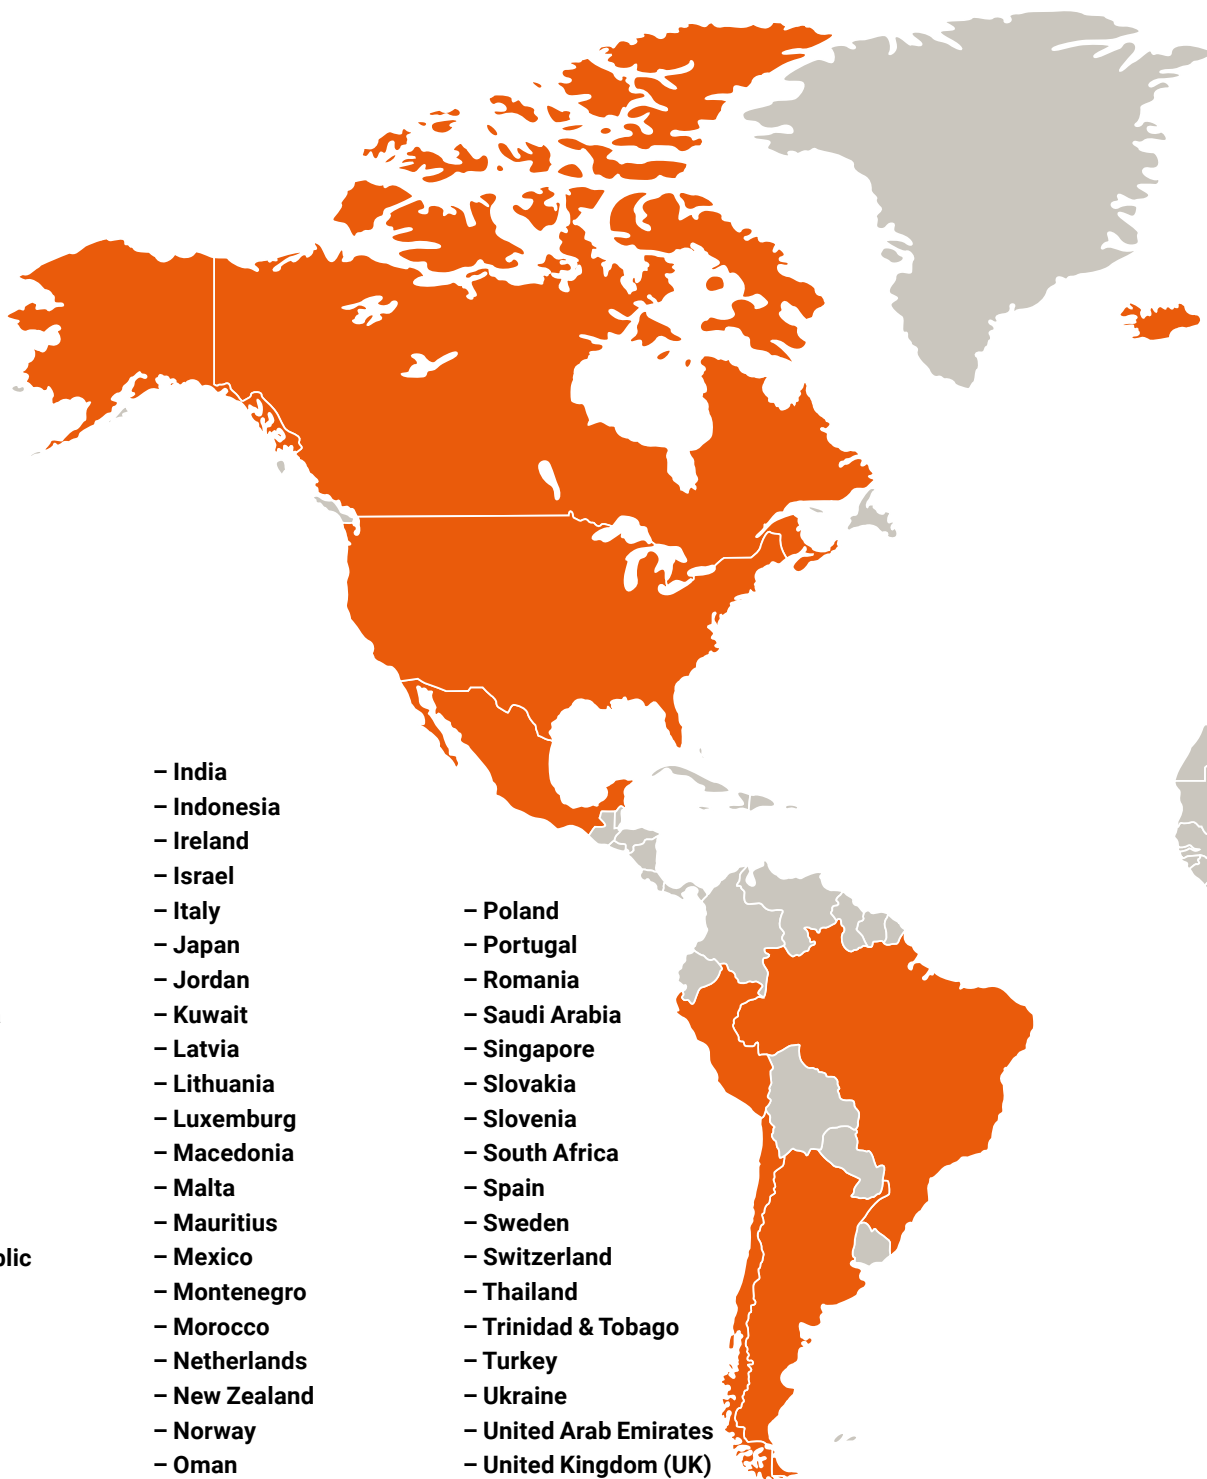 – India
– Indonesia
– Ireland
– Israel
– Italy
– Japan
– Jordan
– Kuwait
– Latvia
– Lithuania
– Luxemburg
– Macedonia
– Malta
– Mauritius
– Mexico
– Montenegro
– Morocco
– Netherlands
– New Zealand
– Norway
– Oman
– Poland
– Portugal
– Romania
– Saudi Arabia
– Singapore
– Slovakia
– Slovenia
– South Africa
– Spain
– Sweden
– Switzerland
– Thailand
– Trinidad & Tobago
– Turkey
– Ukraine
– United Arab Emirates
– United Kingdom (UK)